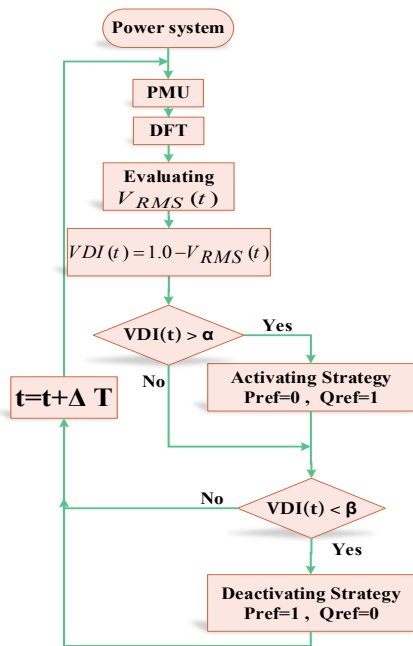 Power system
PMU
DFT
Evaluating
V_RMS (t)
VDI (t) = 1.0 − V_RMS (t)
VDI(t) > α
Yes
No
Activating Strategy
Pref=0 , Qref=1
t=t+Δ T
VDI(t) < β
No
Yes
Deactivating Strategy
Pref=1 , Qref=0